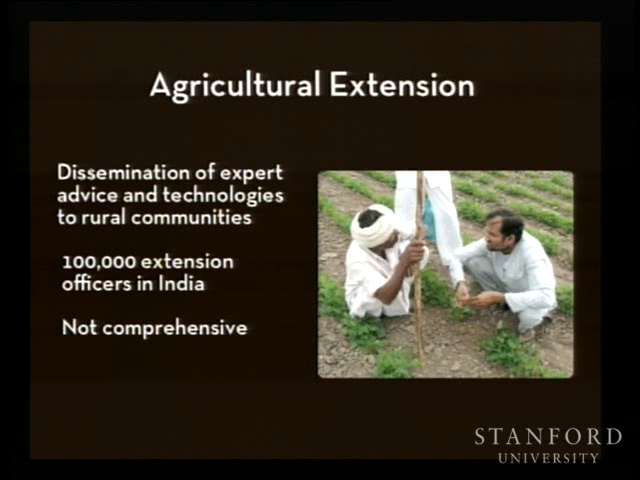 Agricultural Extension
Dissemination of expert
advice and technologies
to rural communities
100,000 extension
officers in India
Not comprehensive
STANFORD
UNIVERSITY